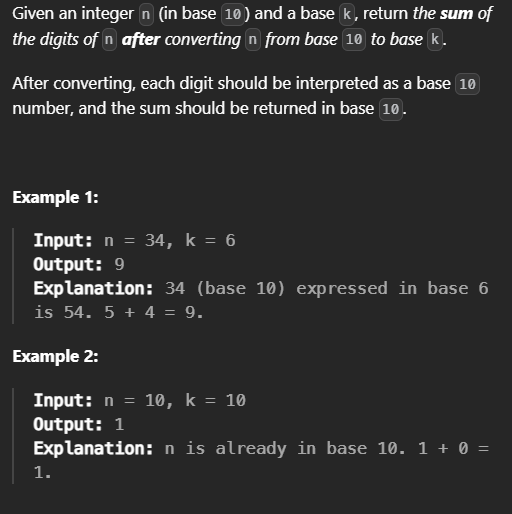 Given an integer n (in base 10) and a base k, return the sum of
the digits of n after converting n from base 10 to base k.
After converting, each digit should be interpreted as a base 10
number, and the sum should be returned in base 10.
Example 1:
Input: n = 34, k = 6
Output: 9
Explanation: 34 (base 10) expressed in base 6
is 54. 5 + 4 = 9.
Example 2:
Input: n = 10, k = 10
Output: 1
Explanation: n is already in base 10. 1 + 0 =
1.